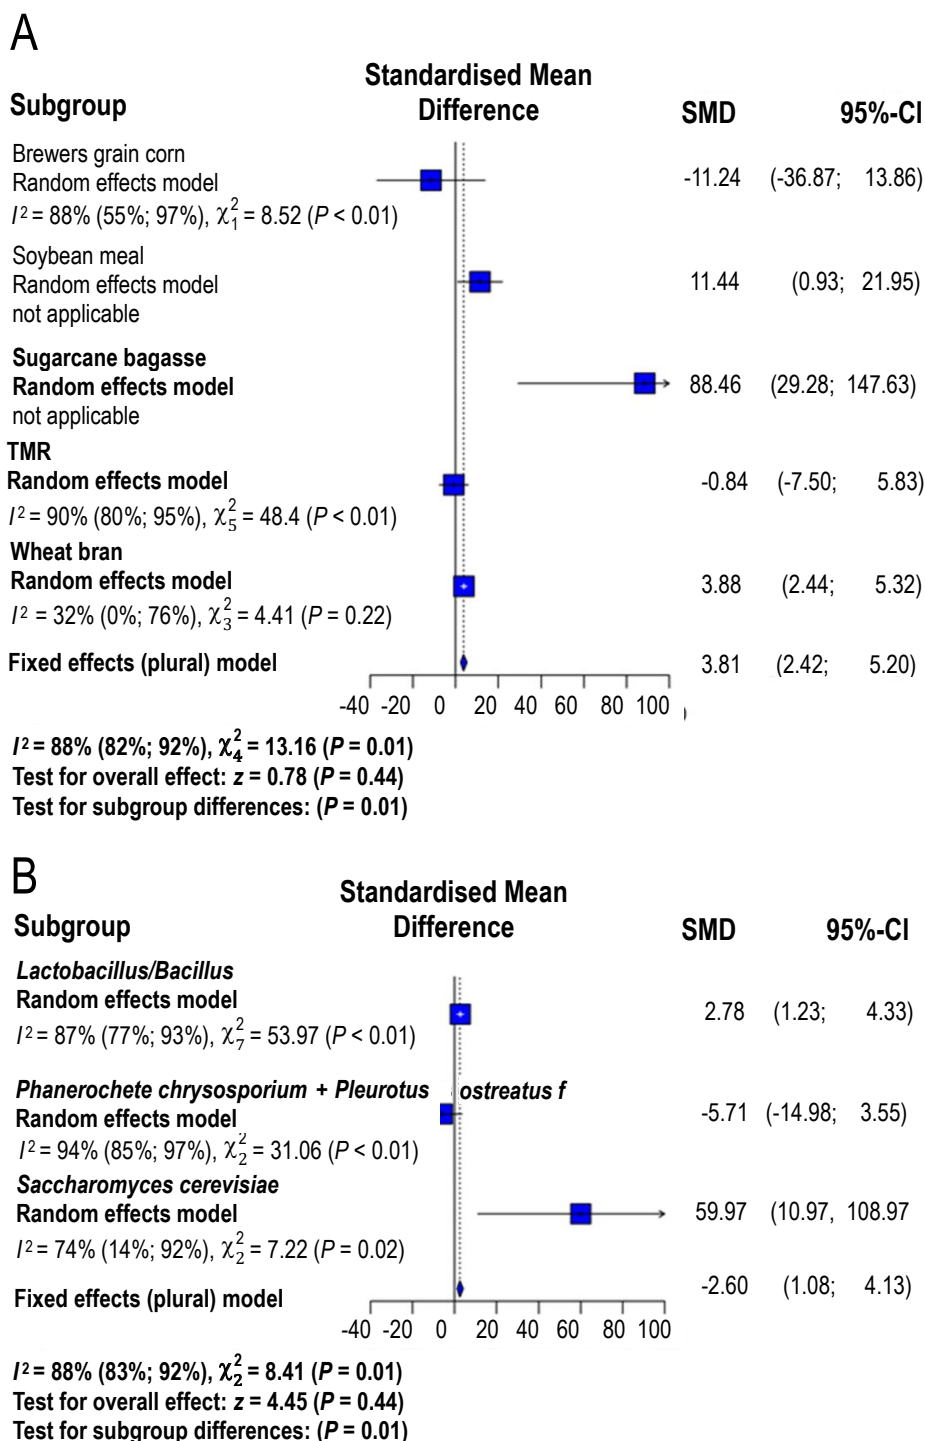 A
Standardised Mean
Difference
Subgroup
SMD 95%-CI
Brewers grain corn
Random effects model
-11.24 (-36.87; 13.86)
I² = 88% (55%; 97%), χ²₁ = 8.52 (P < 0.01)
Soybean meal
Random effects model
11.44 (0.93; 21.95)
not applicable
Sugarcane bagasse
Random effects model
88.46 (29.28; 147.63)
not applicable
TMR
Random effects model
-0.84 (-7.50; 5.83)
I² = 90% (80%; 95%), χ²₅ = 48.4 (P < 0.01)
Wheat bran
Random effects model
3.88 (2.44; 5.32)
I² = 32% (0%; 76%), χ²₃ = 4.41 (P = 0.22)
Fixed effects (plural) model
3.81 (2.42; 5.20)
-40 -20 0 20 40 60 80 100
I² = 88% (82%; 92%), χ²₄ = 13.16 (P = 0.01)
Test for overall effect: z = 0.78 (P = 0.44)
Test for subgroup differences: (P = 0.01)
B
Standardised Mean
Difference
Subgroup
SMD 95%-CI
Lactobacillus/Bacillus
Random effects model
2.78 (1.23; 4.33)
I² = 87% (77%; 93%), χ²₇ = 53.97 (P < 0.01)
Phanerochete chrysosporium + Pleurotus ostreatus f
Random effects model
-5.71 (-14.98; 3.55)
I² = 94% (85%; 97%), χ²₂ = 31.06 (P < 0.01)
Saccharomyces cerevisiae
Random effects model
59.97 (10.97, 108.97
I² = 74% (14%; 92%), χ²₂ = 7.22 (P = 0.02)
Fixed effects (plural) model
-2.60 (1.08; 4.13)
-40 -20 0 20 40 60 80 100
I² = 88% (83%; 92%), χ²₂ = 8.41 (P = 0.01)
Test for overall effect: z = 4.45 (P = 0.44)
Test for subgroup differences: (P = 0.01)